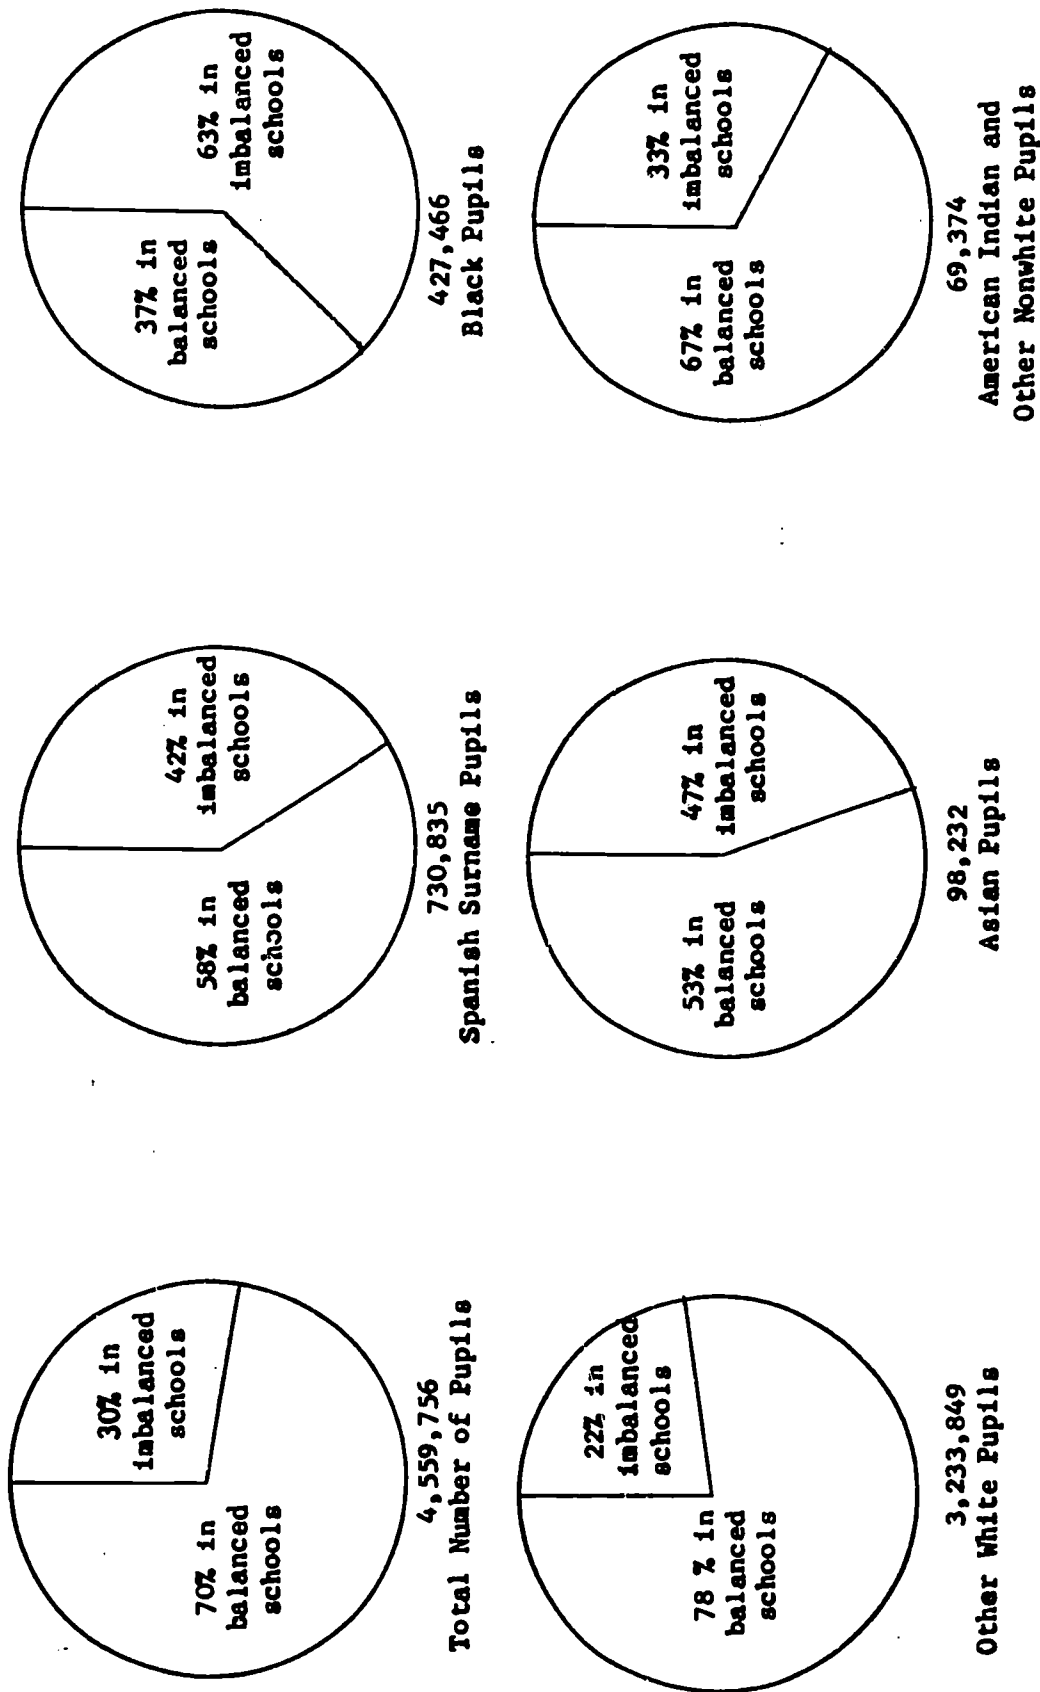 70% in
balanced
schools
30% in
imbalanced
schools
4,559,756
Total Number of Pupils
58% in
balanced
schools
42% in
imbalanced
schools
730,835
Spanish Surname Pupils
37% in
balanced
schools
63% in
imbalanced
schools
427,466
Black Pupils
78 % in
balanced
schools
22% in
imbalanced
schools
3,233,849
Other White Pupils
53% in
balanced
schools
47% in
imbalanced
schools
98,232
Asian Pupils
67% in
balanced
schools
33% in
imbalanced
schools
69,374
American Indian and
Other Nonwhite Pupils